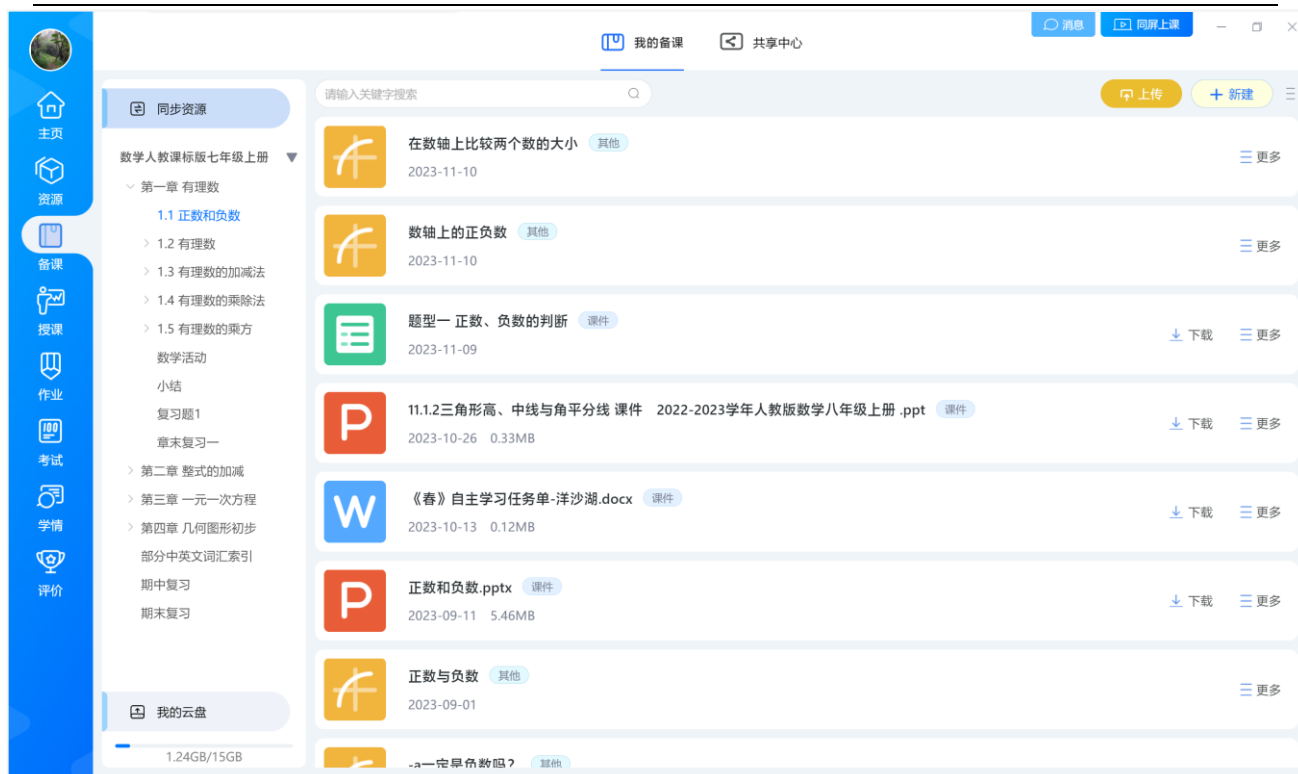 消息
同屏上课
我的备课
共享中心
主页
资源
备课
授课
作业
100
考试
学情
评价
同步资源
数学人教课标版七年级上册
第一章 有理数
1.1 正数和负数
1.2 有理数
1.3 有理数的加减法
1.4 有理数的乘除法
1.5 有理数的乘方
数学活动
小结
复习题1
章末复习一
第二章 整式的加减
第三章 一元一次方程
第四章 几何图形初步
部分中英文词汇索引
期中复习
期末复习
我的云盘
1.24GB/15GB
请输入关键字搜索
上传
新建
在数轴上比较两个数的大小 其他
2023-11-10
更多
数轴上的正负数 其他
2023-11-10
更多
题型一 正数、负数的判断 课件
2023-11-09
下载 更多
P
11.1.2三角形高、中线与角平分线 课件 2022-2023学年人教版数学八年级上册 .ppt 课件
2023-10-26 0.33MB
下载 更多
W
《春》自主学习任务单-洋沙湖.docx 课件
2023-10-13 0.12MB
下载 更多
P
正数和负数.pptx 课件
2023-09-11 5.46MB
下载 更多
正数与负数 其他
2023-09-01
更多
-a一定是负数吗? 其他